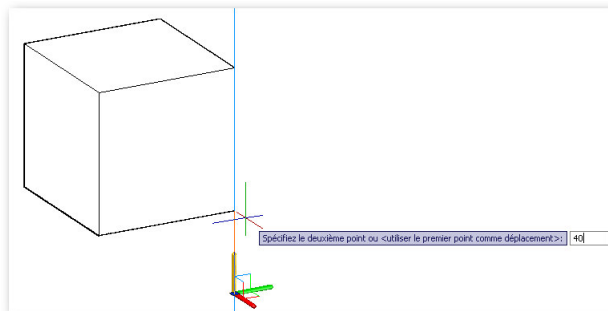 Spécifiez le deuxième point ou <utiliser le premier point comme déplacement>: 40